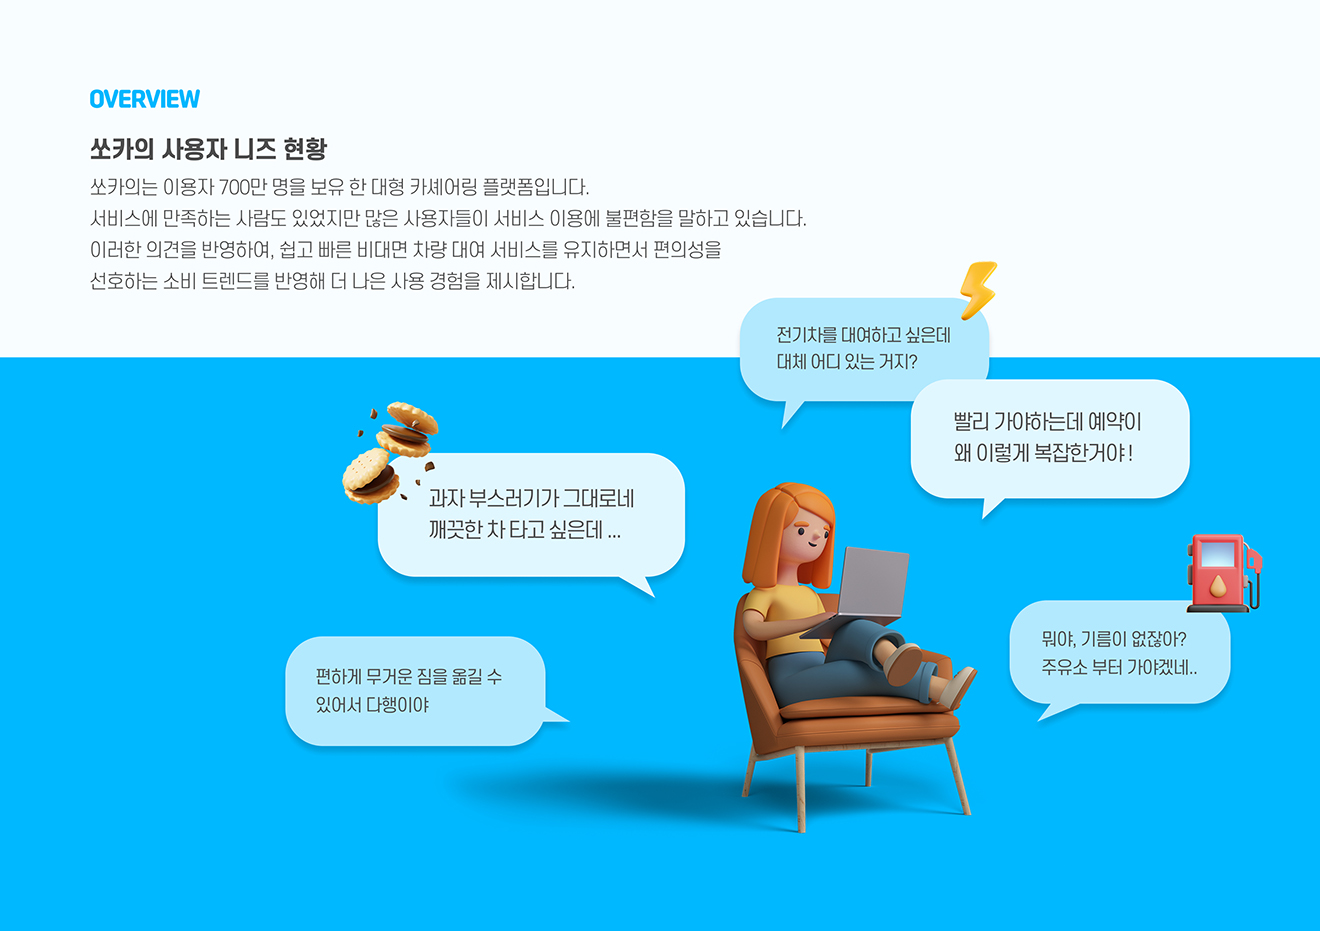 OVERVIEW
쏘카의 사용자 니즈 현황
쏘카의는 이용자 700만 명을 보유 한 대형 카셰어링 플랫폼입니다.
서비스에 만족하는 사람도 있었지만 많은 사용자들이 서비스 이용에 불편함을 말하고 있습니다.
이러한 의견을 반영하여, 쉽고 빠른 비대면 차량 대여 서비스를 유지하면서 편의성을
선호하는 소비 트렌드를 반영해 더 나은 사용 경험을 제시합니다.
전기차를 대여하고 싶은데
대체 어디 있는 거지?
빨리 가야하는데 예약이
왜 이렇게 복잡한거야 !
과자 부스러기가 그대로네
깨끗한 차 타고 싶은데 ...
뭐야, 기름이 없잖아?
주유소 부터 가야겠네..
편하게 무거운 짐을 옮길 수
있어서 다행이야